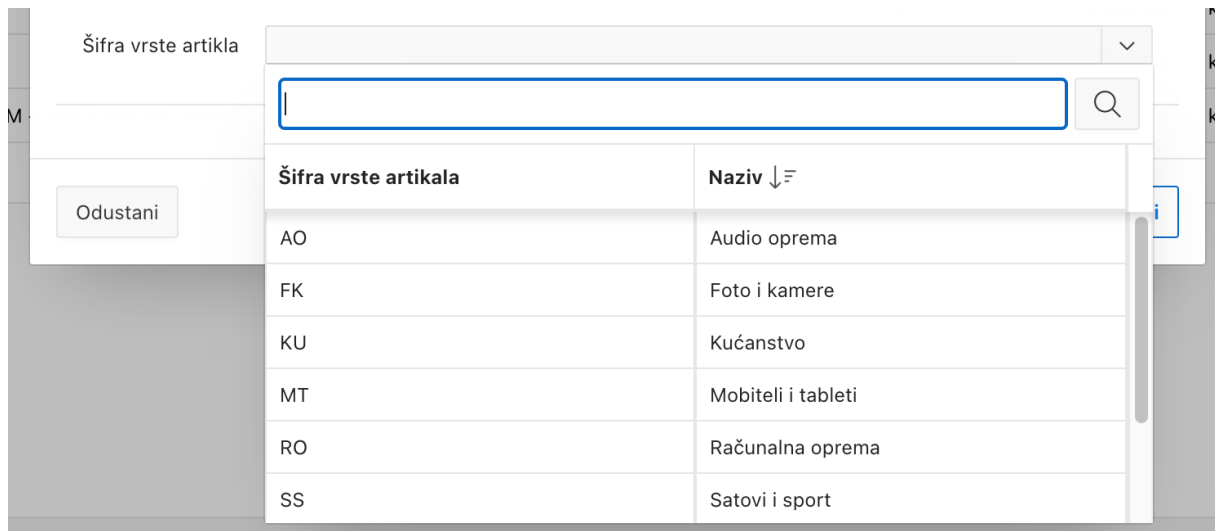 Šifra vrste artikla
M
Šifra vrste artikala Naziv
Odustani
AO Audio oprema
FK Foto i kamere
KU Kućanstvo
MT Mobiteli i tableti
RO Računalna oprema
SS Satovi i sport